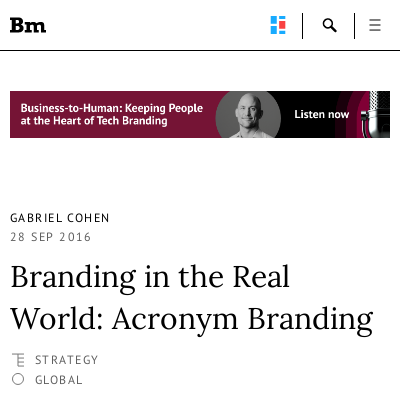 Bm
Business-to-Human: Keeping People
at the Heart of Tech Branding
Listen now
GABRIEL COHEN
28 SEP 2016
Branding in the Real
World: Acronym Branding
STRATEGY
GLOBAL